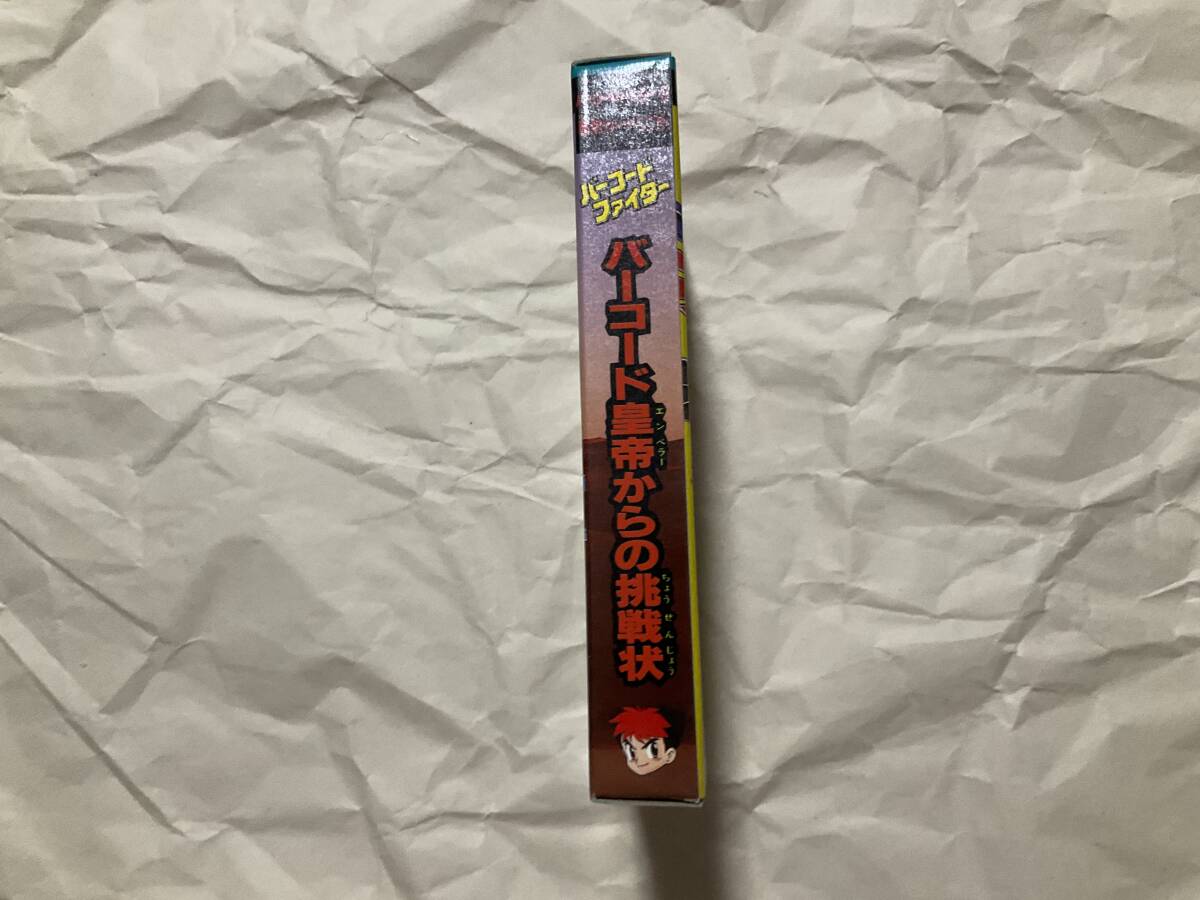 バーコード
ファイター
バーコード皇帝からの挑戦状
エンペラー
ちょうせんじょう